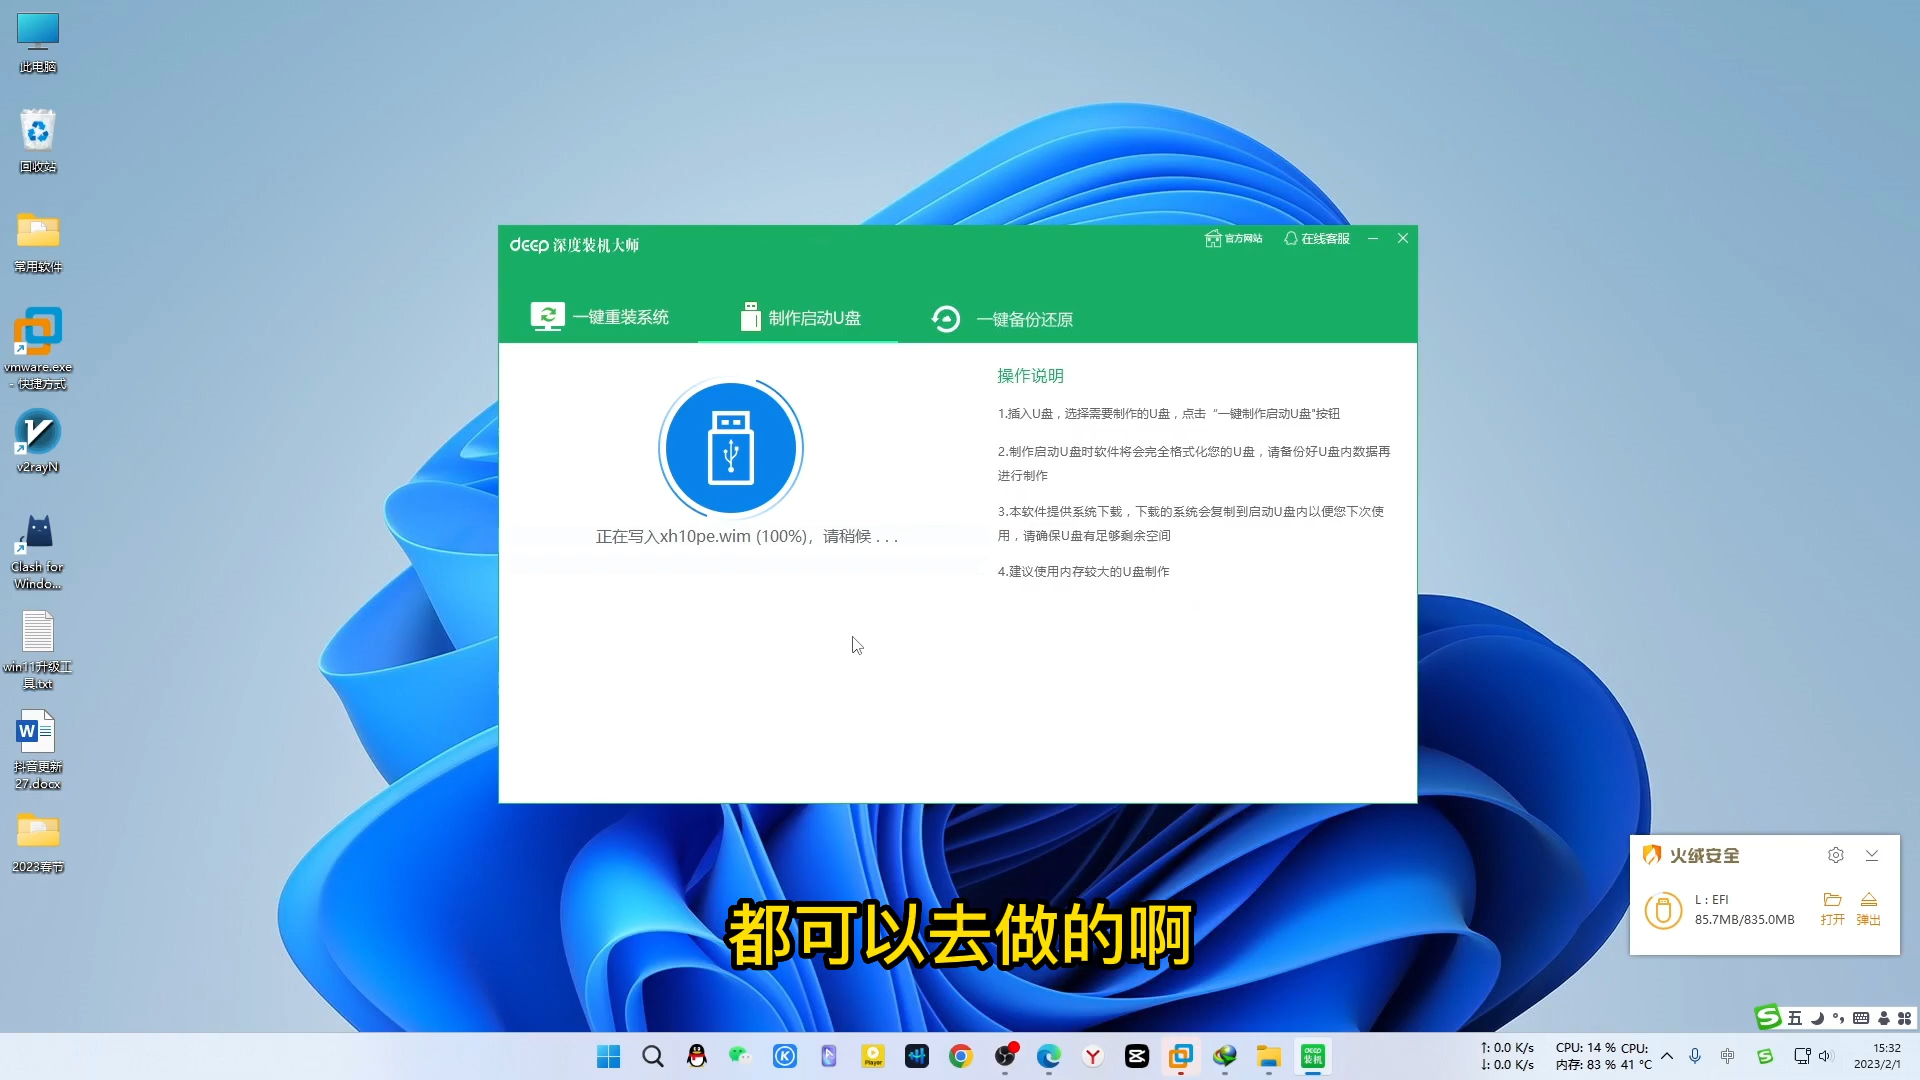 此电脑
回收站
常用软件
vmware.exe
- 快捷方式
v2rayN
Clash for
Windo...
win11升级工
具.txt
抖音更新
27.docx
2023春节
deep 深度装机大师
官方网站
在线客服
一键重装系统
制作启动U盘
一键备份还原
正在写入xh10pe.wim (100%)，请稍候 . . .
操作说明
1.插入U盘，选择需要制作的U盘，点击“一键制作启动U盘"按钮
2.制作启动U盘时软件将会完全格式化您的U盘，请备份好U盘内数据再
进行制作
3.本软件提供系统下载，下载的系统会复制到启动U盘内以便您下次使
用，请确保U盘有足够剩余空间
4.建议使用内存较大的U盘制作
火绒安全
L : EFI
85.7MB/835.0MB
打开
弹出
都可以去做的啊
五
Player
deep
装机
↑: 0.0 K/s
↓: 0.0 K/s
CPU: 14 % CPU:
内存: 83 % 41 °C
中
15:32
2023/2/1